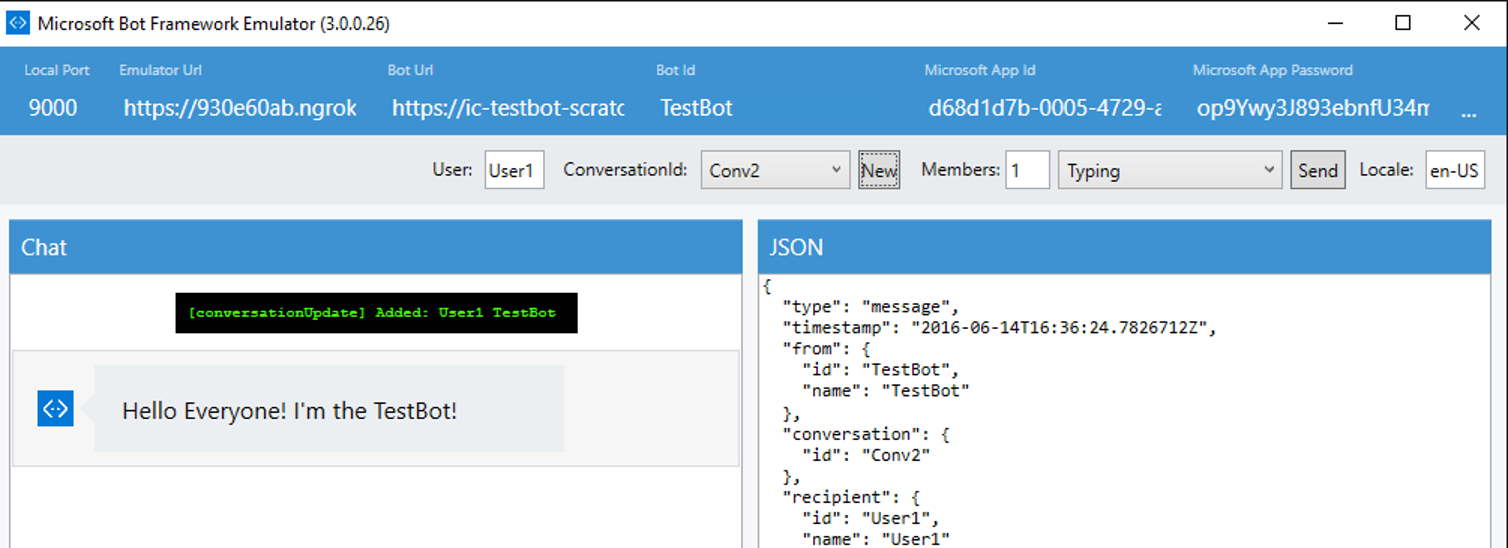 Microsoft Bot Framework Emulator (3.0.0.26)
Local Port Emulator Url Bot Url Bot Id Microsoft App Id Microsoft App Password
9000 https://930e60ab.ngrok https://ic-testbot-scratc TestBot d68d1d7b-0005-4729-a op9Ywy3J893ebnfU34m ...
User: User1 ConversationId: Conv2 New Members: 1 Typing Send Locale: en-US
Chat
[conversationUpdate] Added: User1 TestBot
Hello Everyone! I'm the TestBot!
JSON
{
"type": "message",
"timestamp": "2016-06-14T16:36:24.7826712Z",
"from": {
"id": "TestBot",
"name": "TestBot"
},
"conversation": {
"id": "Conv2"
},
"recipient": {
"id": "User1",
"name": "User1"